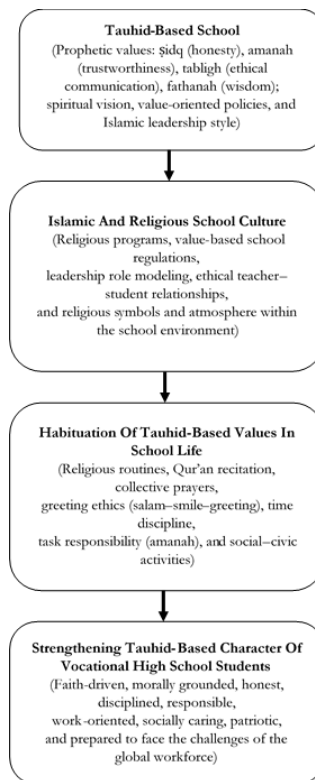 Tauhid-Based School
(Prophetic values: ṣidq (honesty), amanah
(trustworthiness), tabligh (ethical
communication), fathanah (wisdom);
spiritual vision, value-oriented policies, and
Islamic leadership style)
Islamic And Religious School Culture
(Religious programs, value-based school
regulations,
leadership role modeling, ethical teacher–
student relationships,
and religious symbols and atmosphere within
the school environment)
Habituation Of Tauhid-Based Values In
School Life
(Religious routines, Qur'an recitation,
collective prayers,
greeting ethics (salam–smile–greeting), time
discipline,
task responsibility (amanah), and social–civic
activities)
Strengthening Tauhid-Based Character Of
Vocational High School Students
(Faith-driven, morally grounded, honest,
disciplined, responsible,
work-oriented, socially caring, patriotic,
and prepared to face the challenges of the
global workforce)